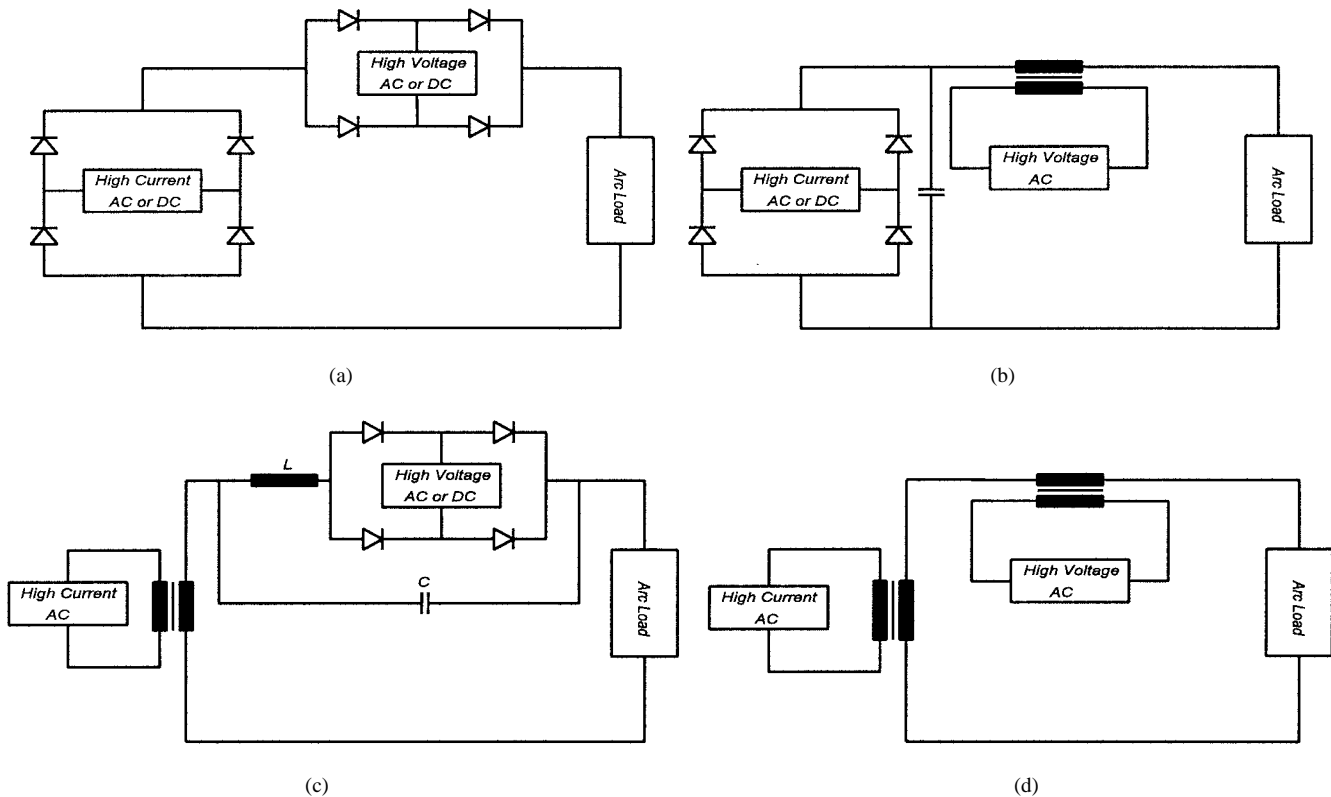 High Voltage
AC or DC
High Current
AC or DC
Arc Load
(a)
High Current
AC or DC
High Voltage
AC
Arc Load
(b)
L
High Voltage
AC or DC
C
High Current
AC
Arc Load
(c)
High Voltage
AC
High Current
AC
Arc Load
(d)